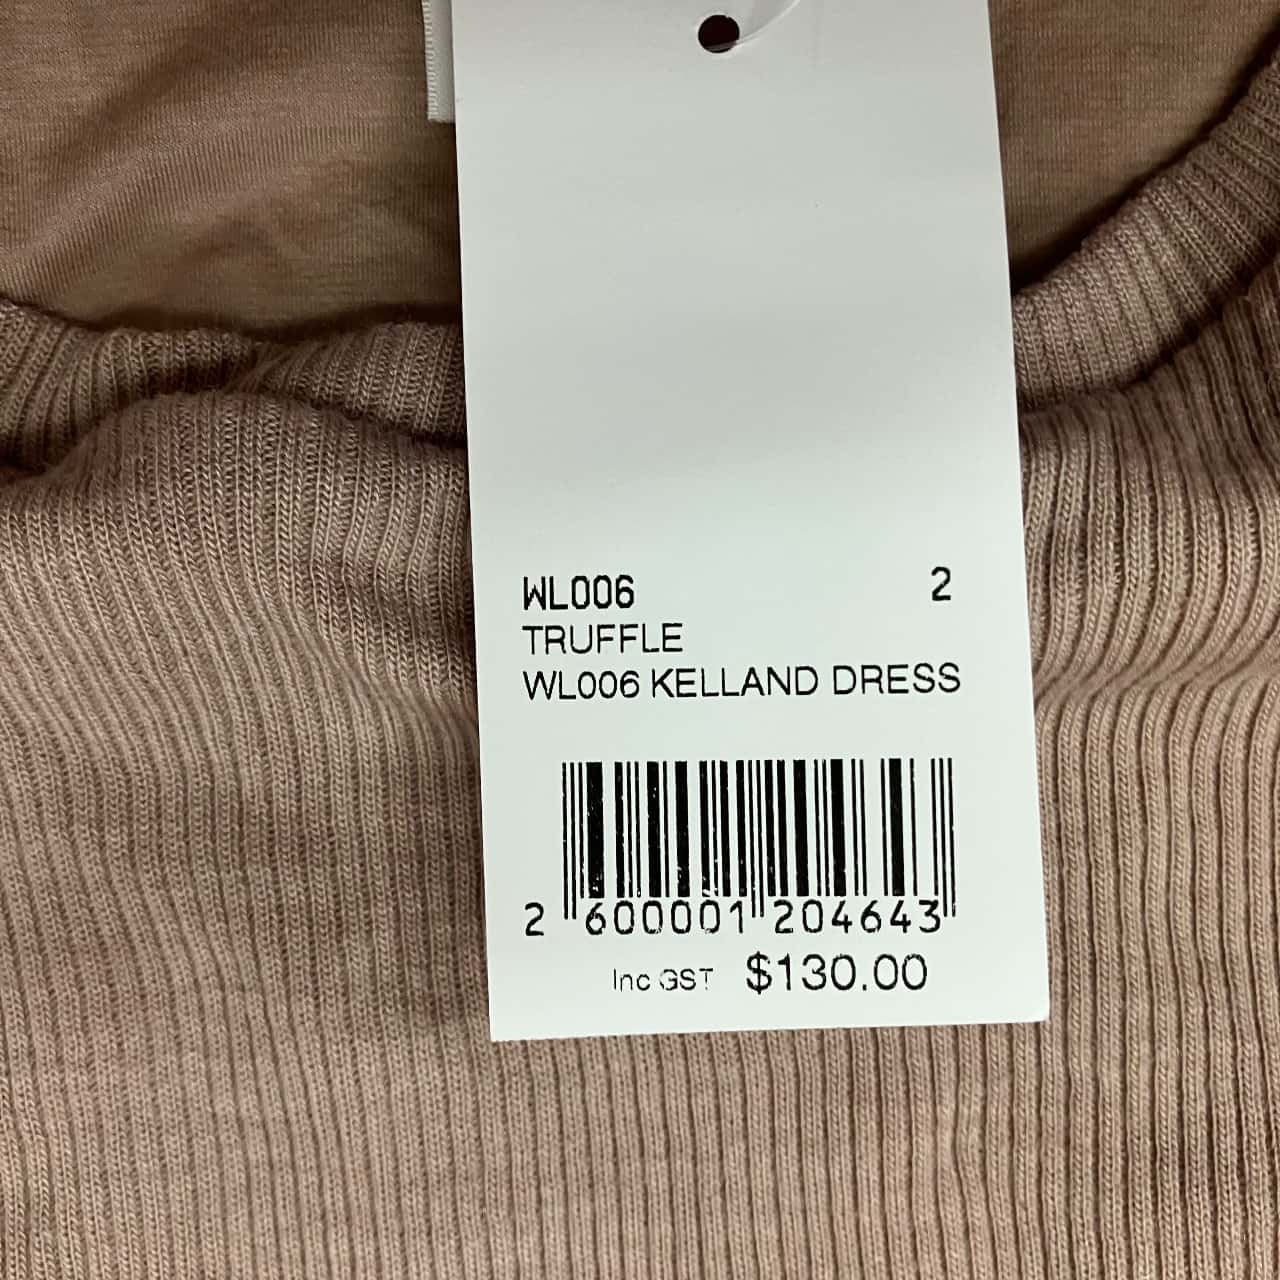 WL006 2
TRUFFLE
WL006 KELLAND DRESS
2 600001 204643
Inc GST $130.00